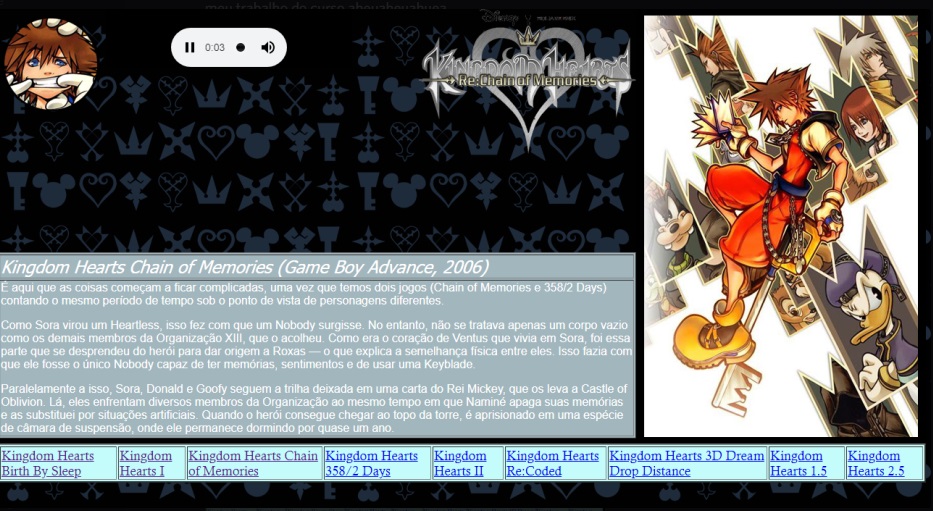 meu trabalho do curso
0:03
DISNEY
KINGDOM HEARTS
Re:Chain of Memories
Kingdom Hearts Chain of Memories (Game Boy Advance, 2006)
É aqui que as coisas começam a ficar complicadas, uma vez que temos dois jogos (Chain of Memories e 358/2 Days)
contando o mesmo período de tempo sob o ponto de vista de personagens diferentes.
Como Sora virou um Heartless, isso fez com que um Nobody surgisse. No entanto, não se tratava apenas um corpo vazio
como os demais membros da Organização XIII, que o acolheu. Como era o coração de Ventus que vivia em Sora, foi essa
parte que se desprendeu do herói para dar origem a Roxas — o que explica a semelhança física entre eles. Isso fazia com
que ele fosse o único Nobody capaz de ter memórias, sentimentos e de usar uma Keyblade.
Paralelamente a isso, Sora, Donald e Goofy seguem a trilha deixada em uma carta do Rei Mickey, que os leva a Castle of
Oblivion. Lá, eles enfrentam diversos membros da Organização ao mesmo tempo em que Naminé apaga suas memórias
e as substituei por situações artificiais. Quando o herói consegue chegar ao topo da torre, é aprisionado em uma espécie
de câmara de suspensão, onde ele permanece dormindo por quase um ano.
Kingdom Hearts
Birth By Sleep
Kingdom
Hearts I
Kingdom Hearts Chain
of Memories
Kingdom Hearts
358/2 Days
Kingdom
Hearts II
Kingdom Hearts
Re:Coded
Kingdom Hearts 3D Dream
Drop Distance
Kingdom
Hearts 1.5
Kingdom
Hearts 2.5